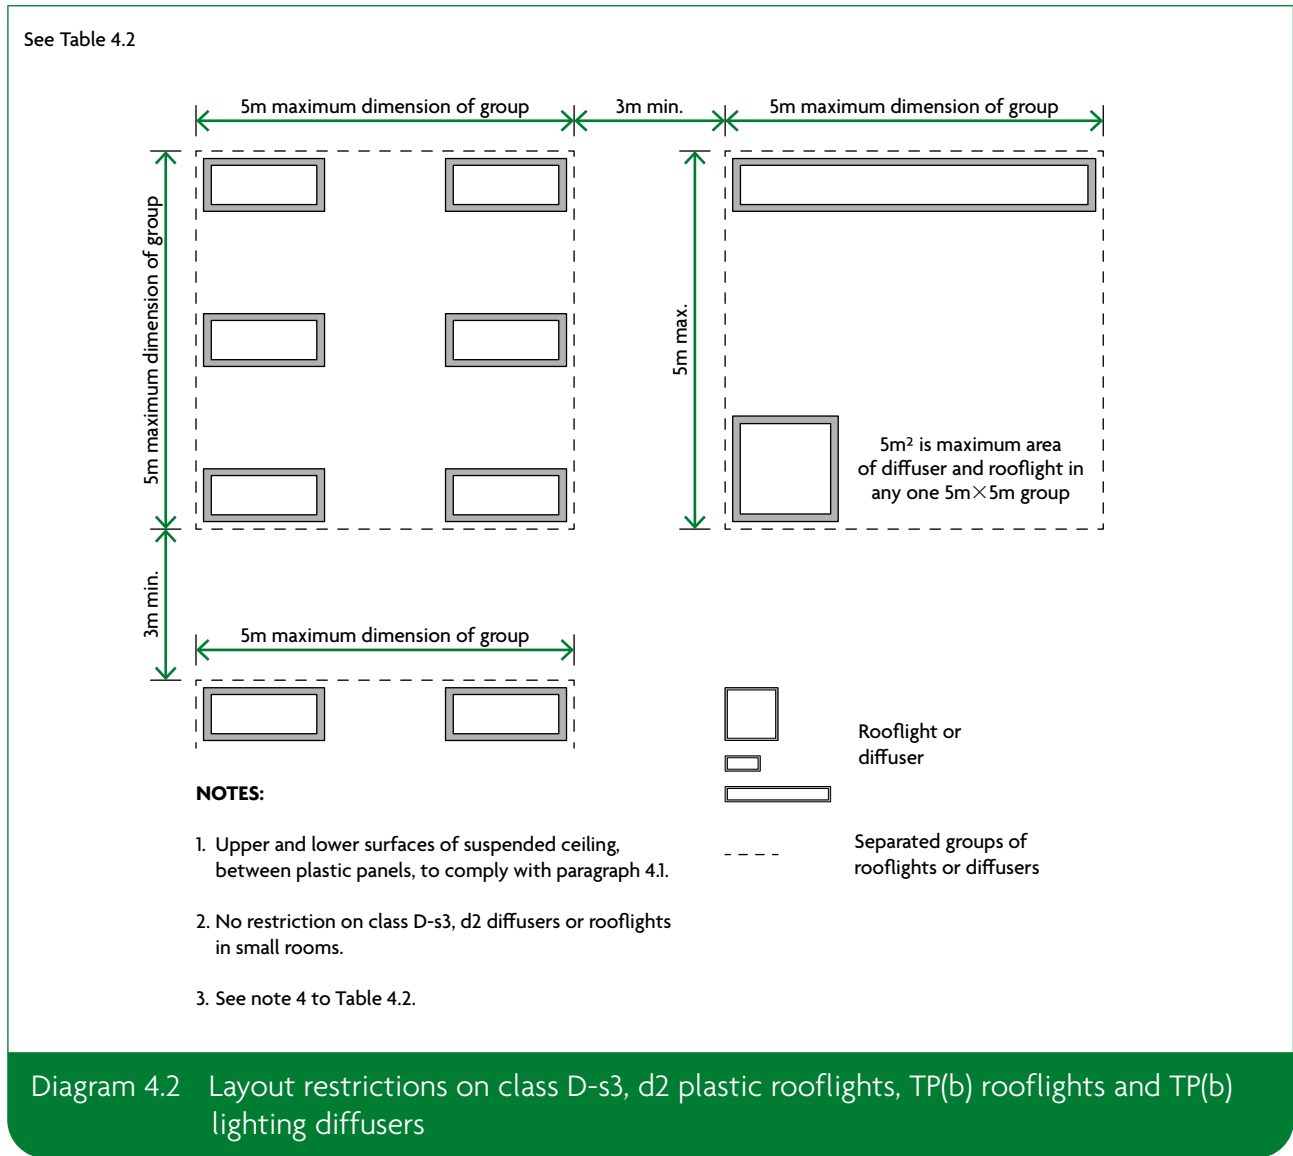 See Table 4.2
5m maximum dimension of group
3m min.
5m maximum dimension of group
5m maximum dimension of group
5m max.
5m² is maximum area
of diffuser and rooflight in
any one 5m×5m group
3m min.
5m maximum dimension of group
Rooflight or
diffuser
Separated groups of
rooflights or diffusers
NOTES:
1. Upper and lower surfaces of suspended ceiling,
between plastic panels, to comply with paragraph 4.1.
2. No restriction on class D-s3, d2 diffusers or rooflights
in small rooms.
3. See note 4 to Table 4.2.
Diagram 4.2 Layout restrictions on class D-s3, d2 plastic rooflights, TP(b) rooflights and TP(b)
lighting diffusers